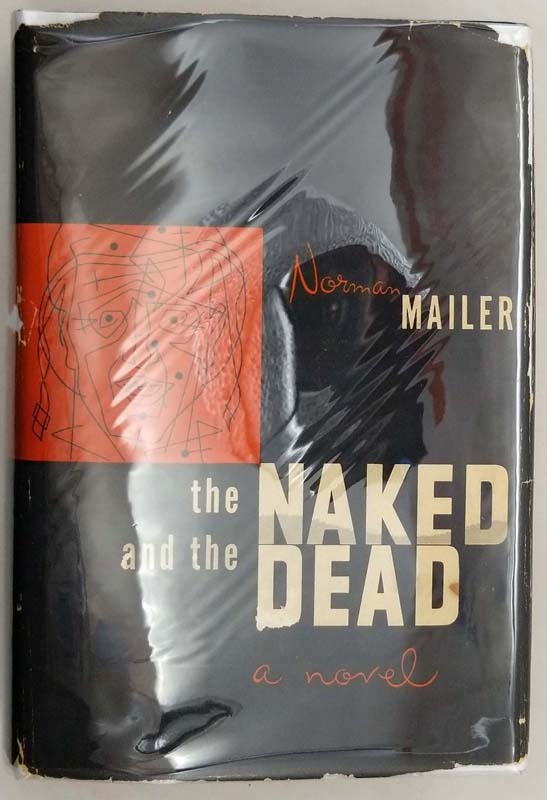 Norman
MAILER
the NAKED
and the DEAD
a novel